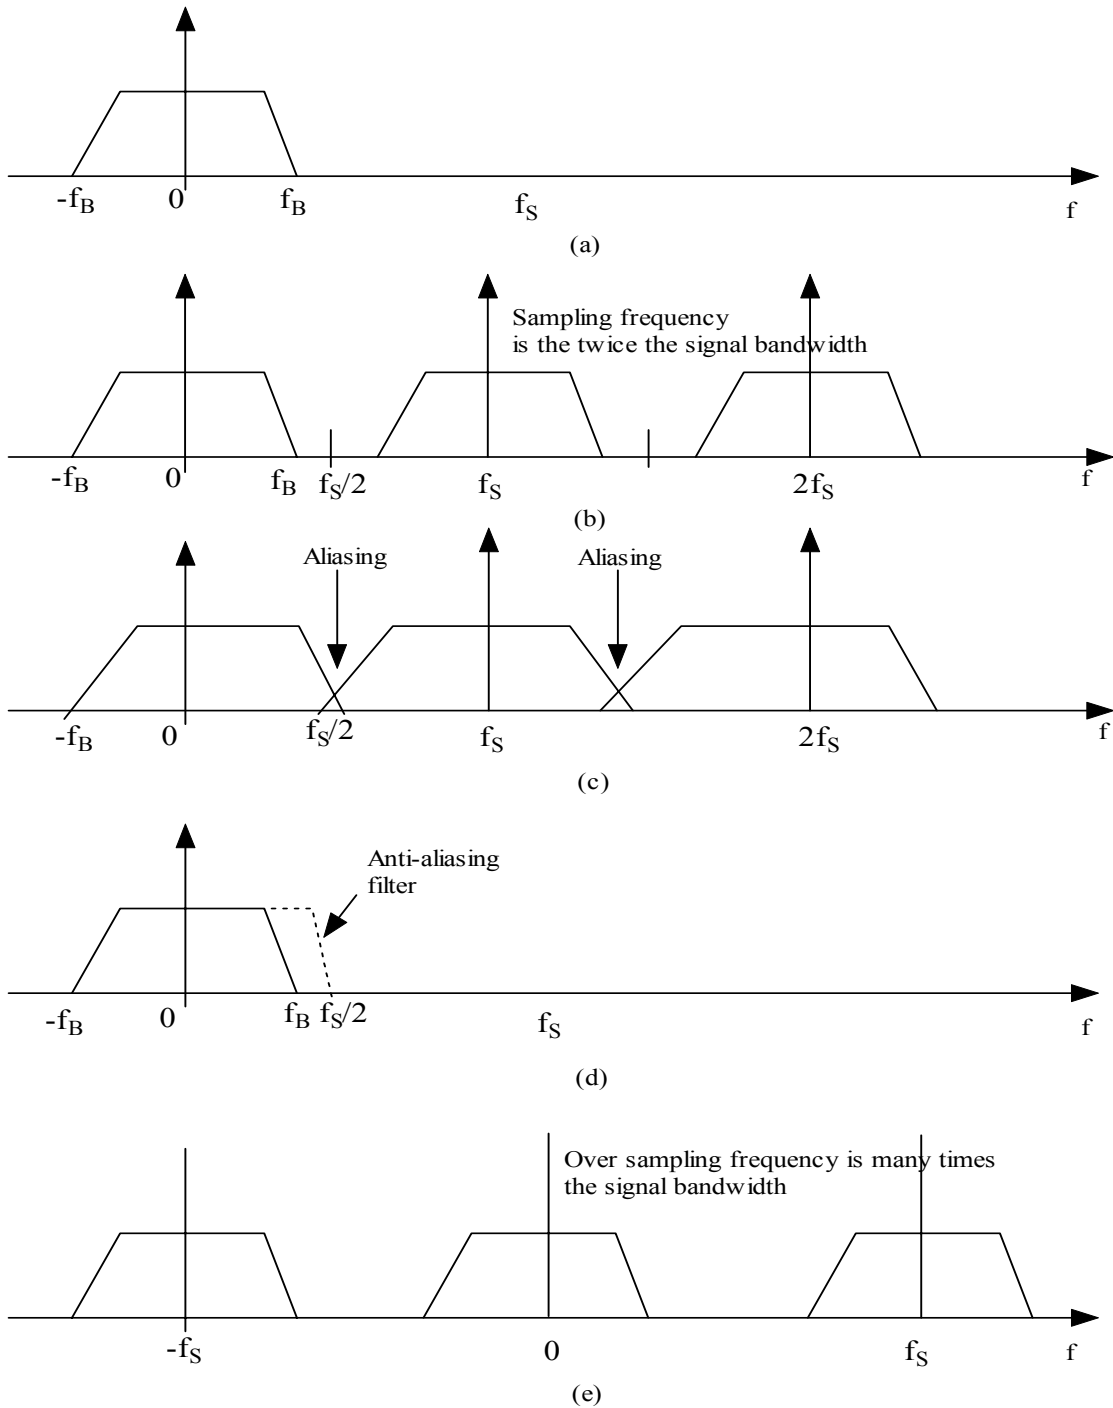 -fB 0 fB fS f
(a)
Sampling frequency
is the twice the signal bandwidth
-fB 0 fB fS/2 fS 2fS f
(b)
Aliasing Aliasing
-fB 0 fS/2 fS 2fS f
(c)
Anti-aliasing
filter
-fB 0 fB fS/2 fS f
(d)
Over sampling frequency is many times
the signal bandwidth
-fS 0 fS f
(e)